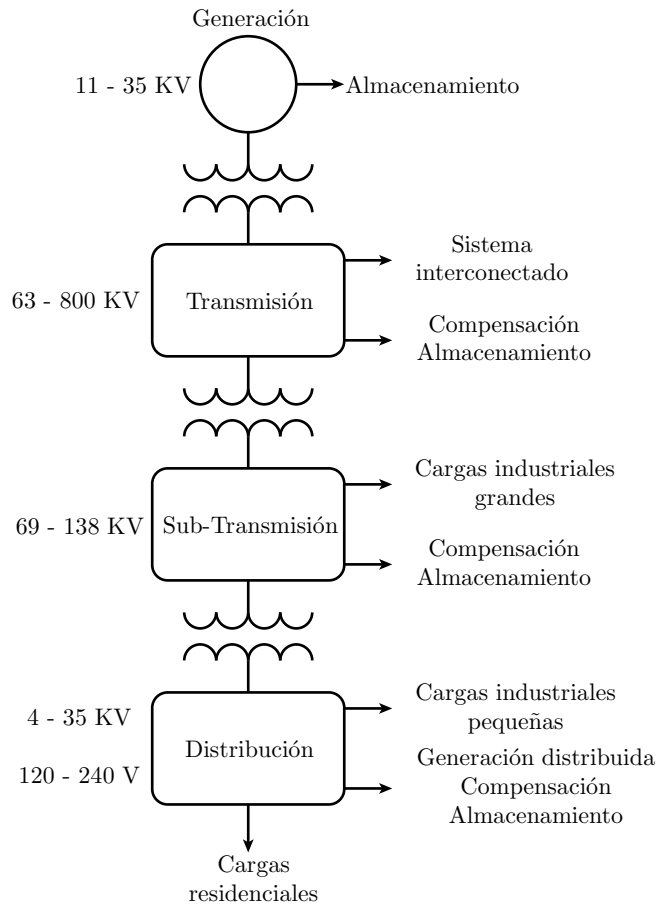 Generación
11 - 35 KV
Almacenamiento
Sistema
interconectado
63 - 800 KV
Transmisión
Compensación
Almacenamiento
Cargas industriales
grandes
69 - 138 KV
Sub-Transmisión
Compensación
Almacenamiento
Cargas industriales
pequeñas
4 - 35 KV
Distribución
120 - 240 V
Generación distribuida
Compensación
Almacenamiento
Cargas
residenciales